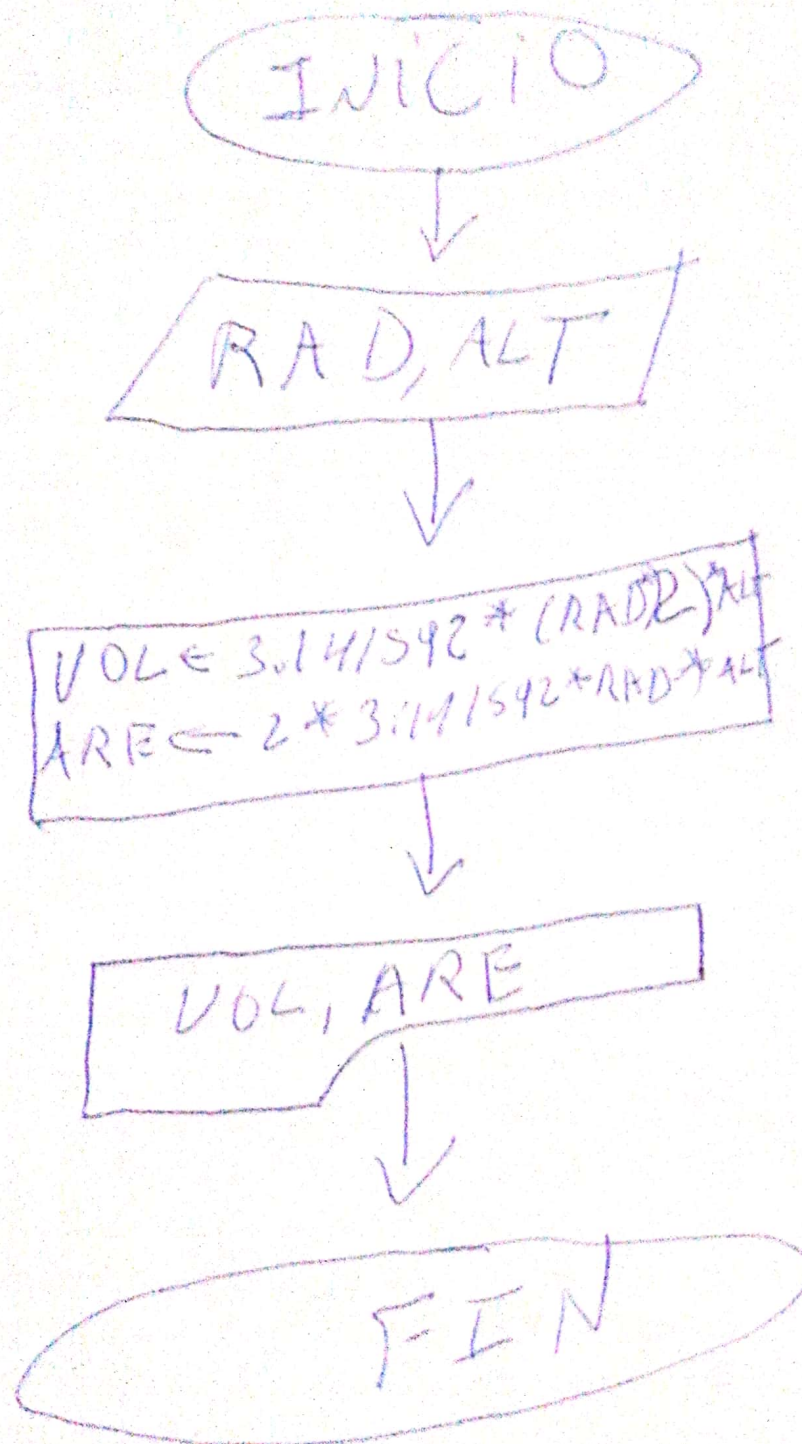 INICIO
RAD, ALT
VOL ← 3.141592 * (RAD*2) * ALT
ARE ← 2 * 3.141592 * RAD * ALT
VOL, ARE
FIN